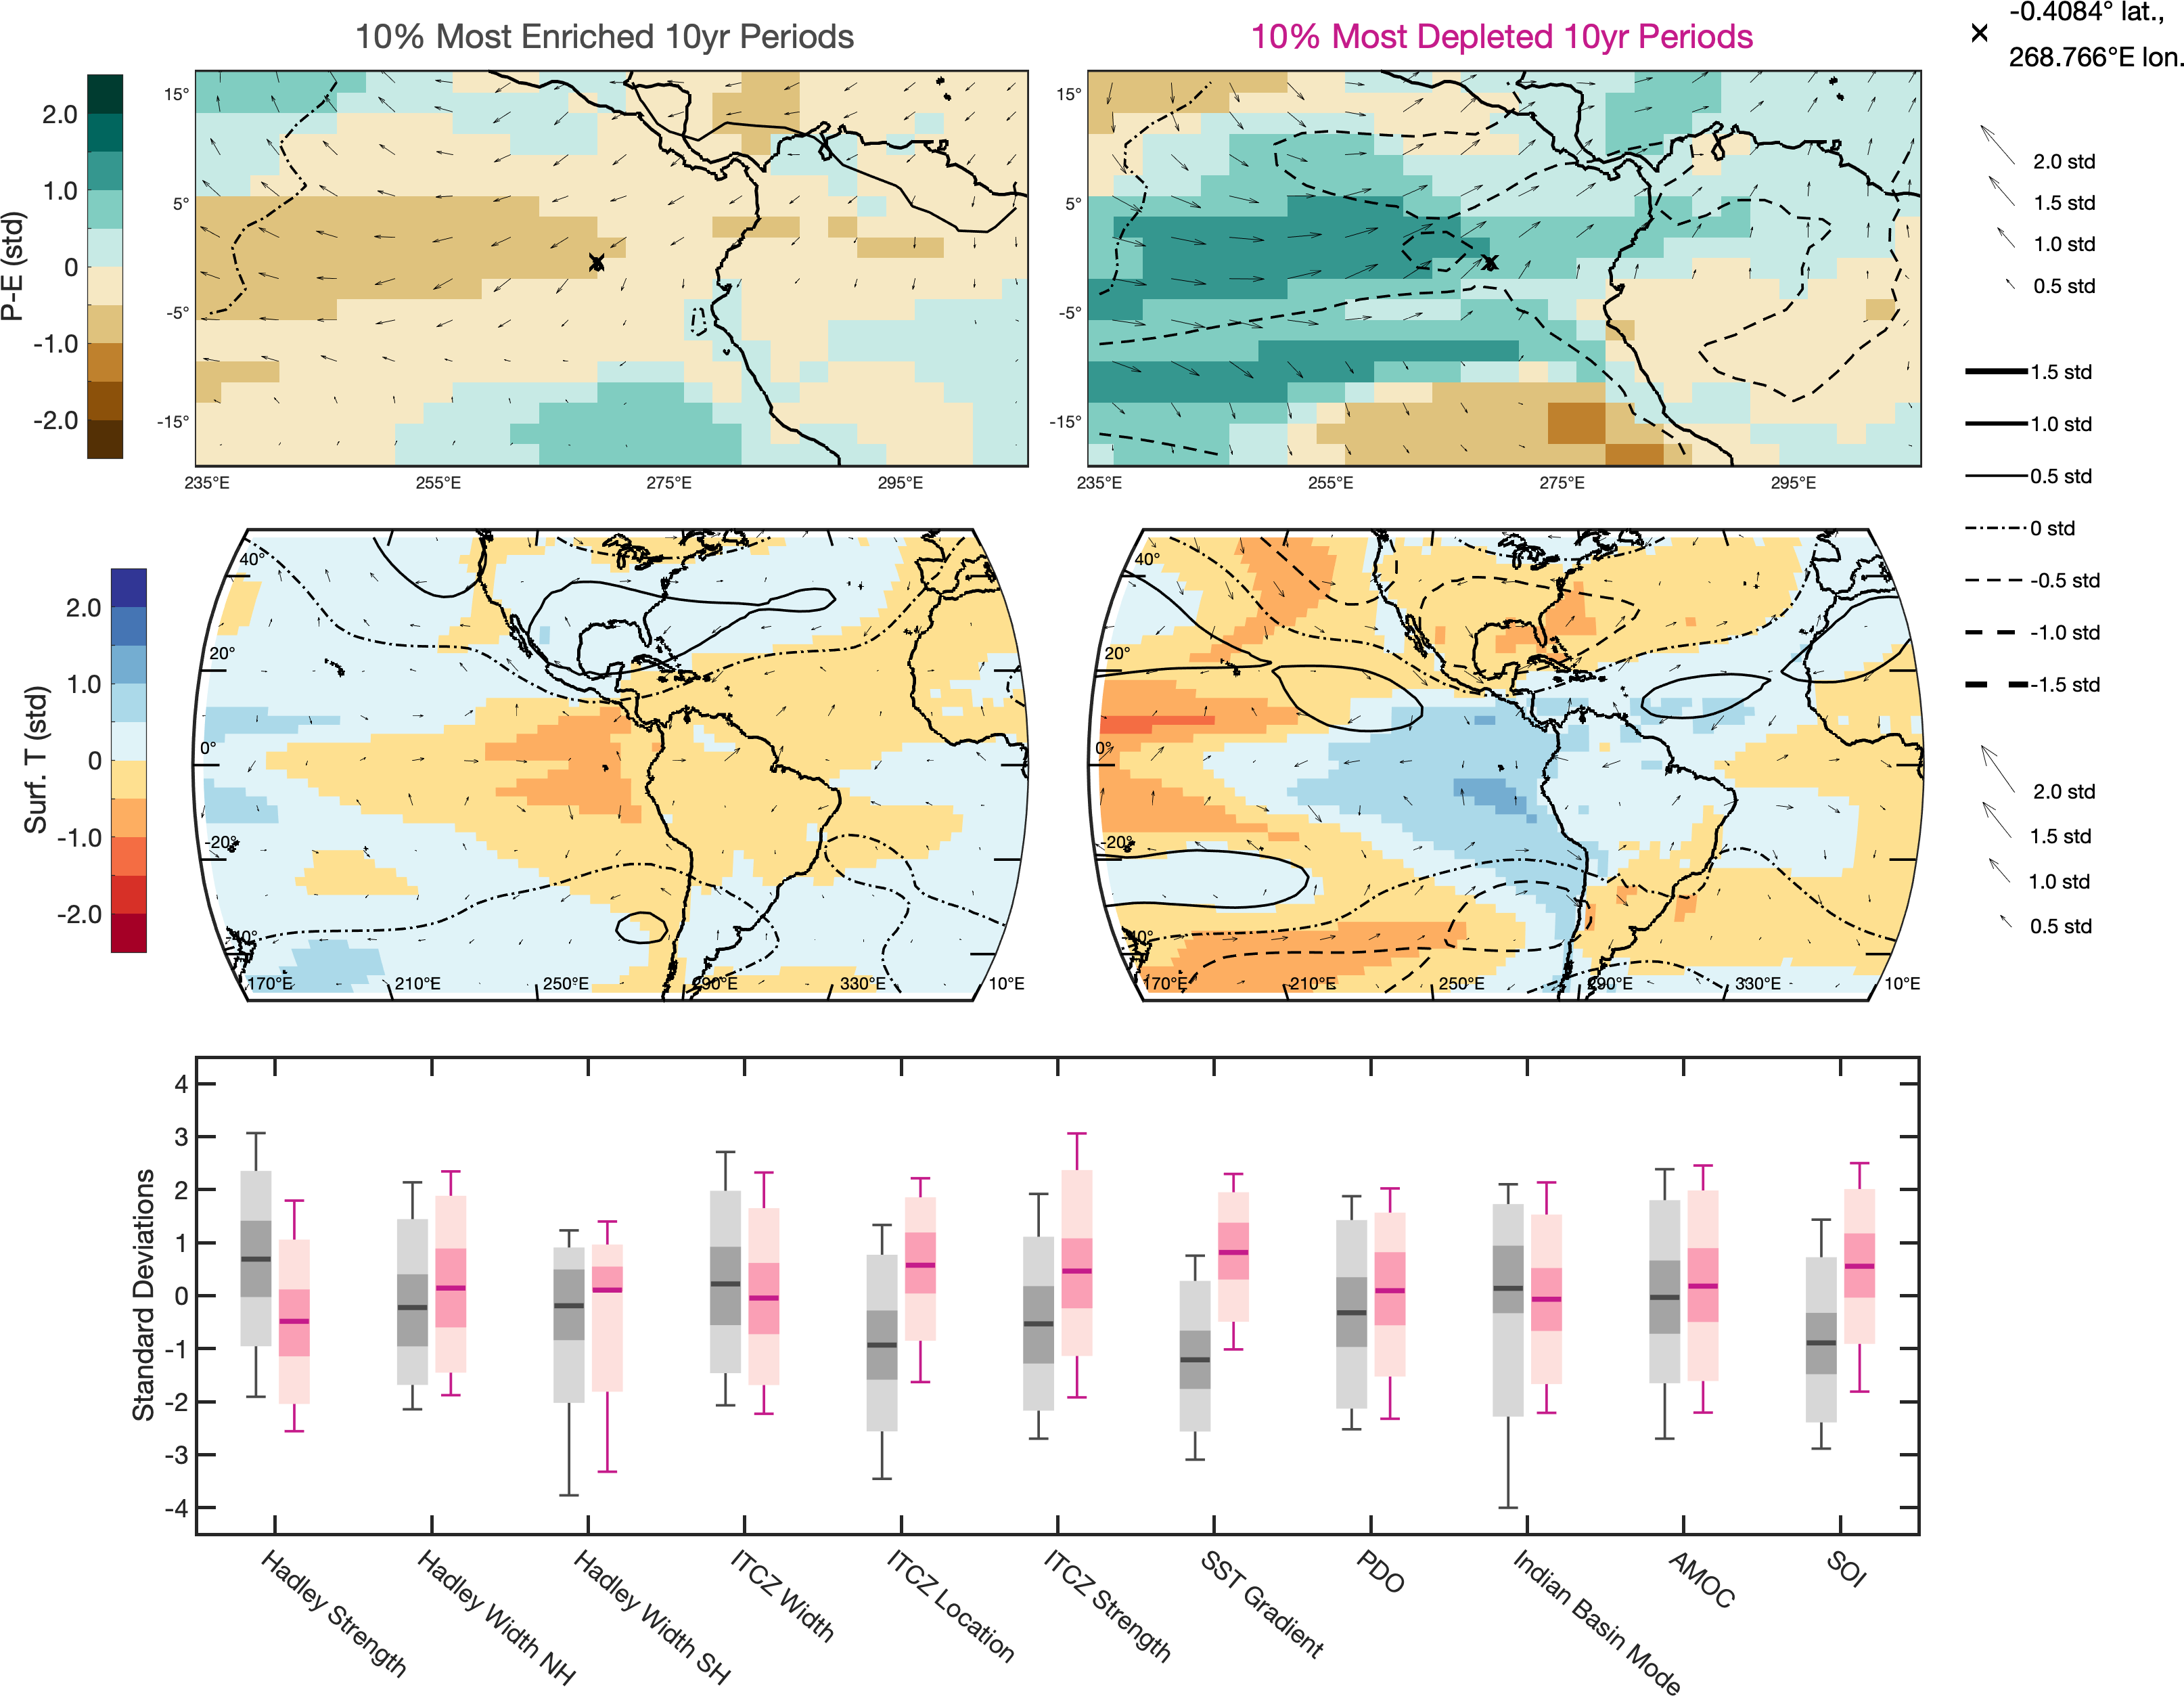 10% Most Enriched 10yr Periods
10% Most Depleted 10yr Periods
-0.4084° lat.,
268.766°E lon.
P-E (std)
2.0
1.0
0
-1.0
-2.0
15°
5°
-5°
-15°
235°E
255°E
275°E
295°E
15°
5°
-5°
-15°
235°E
255°E
275°E
295°E
2.0 std
1.5 std
1.0 std
0.5 std
1.5 std
1.0 std
0.5 std
0 std
-0.5 std
-1.0 std
-1.5 std
2.0 std
1.5 std
1.0 std
0.5 std
Surf. T (std)
2.0
1.0
0
-1.0
-2.0
40°
20°
0°
-20°
-40°
170°E
210°E
250°E
290°E
330°E
10°E
40°
20°
0°
-20°
-40°
170°E
210°E
250°E
290°E
330°E
10°E
Standard Deviations
4
3
2
1
0
-1
-2
-3
-4
Hadley Strength
Hadley Width NH
Hadley Width SH
ITCZ Width
ITCZ Location
ITCZ Strength
SST Gradient
PDO
Indian Basin Mode
AMOC
SOI